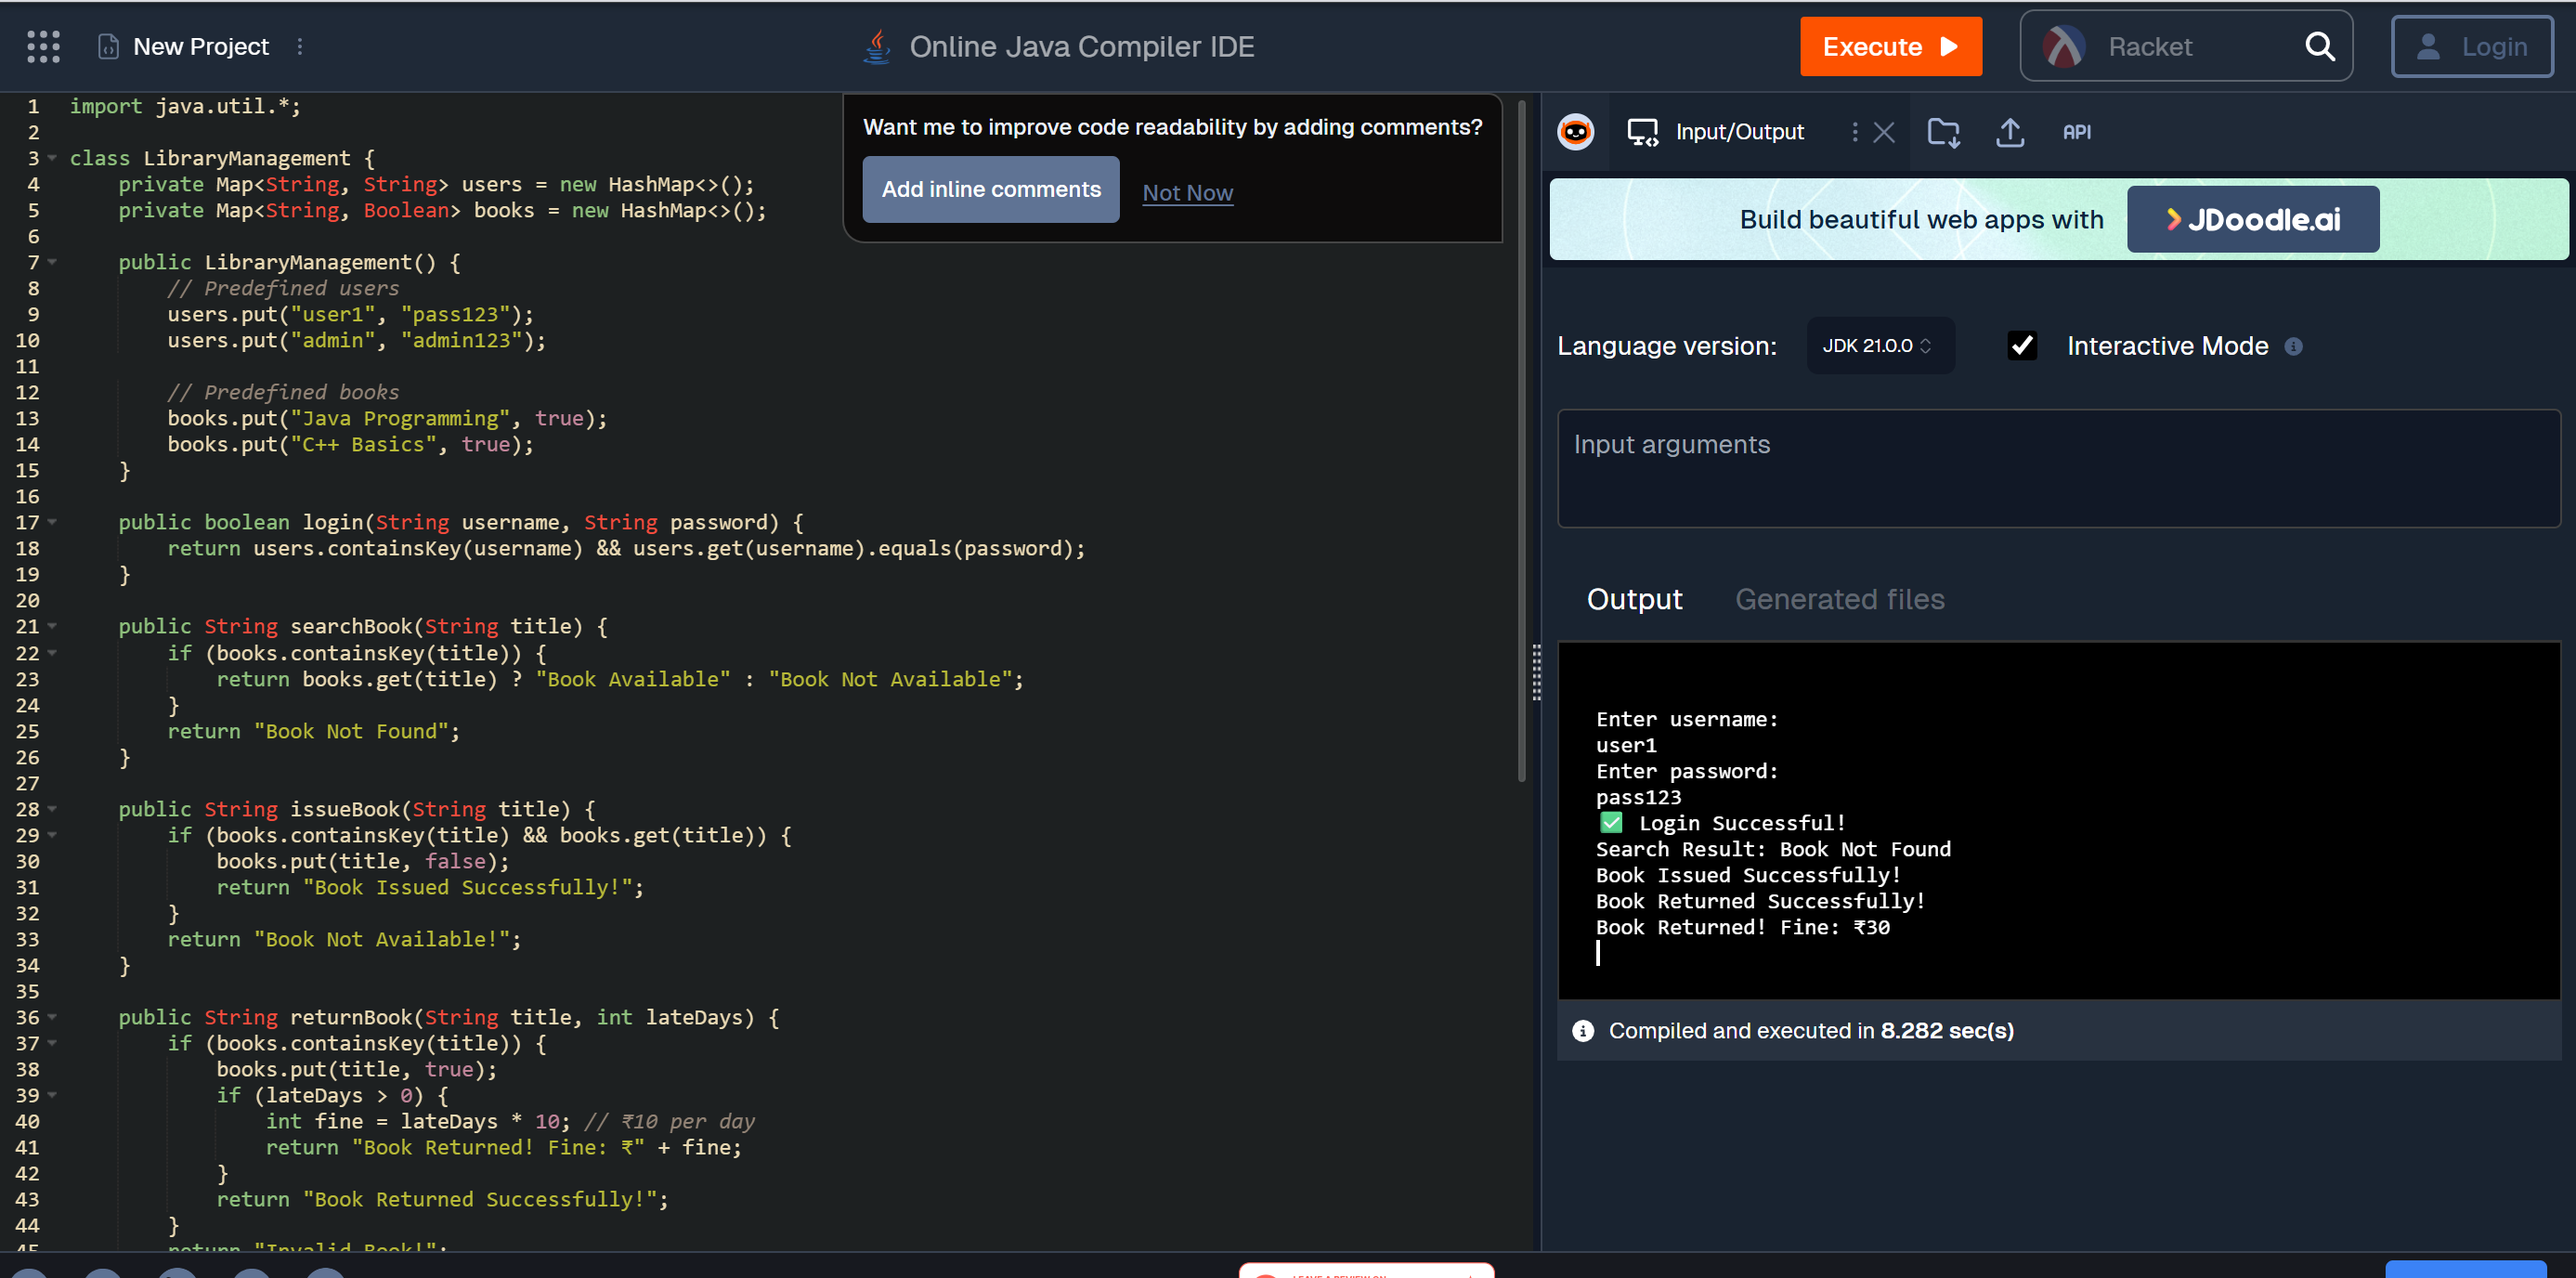 New Project
Online Java Compiler IDE
Execute
Racket
Login
1 import java.util.*;
2
3 class LibraryManagement {
4     private Map<String, String> users = new HashMap<>();
5     private Map<String, Boolean> books = new HashMap<>();
6
7     public LibraryManagement() {
8         // Predefined users
9         users.put("user1", "pass123");
10         users.put("admin", "admin123");
11
12         // Predefined books
13         books.put("Java Programming", true);
14         books.put("C++ Basics", true);
15     }
16
17     public boolean login(String username, String password) {
18         return users.containsKey(username) && users.get(username).equals(password);
19     }
20
21     public String searchBook(String title) {
22         if (books.containsKey(title)) {
23             return books.get(title) ? "Book Available" : "Book Not Available";
24         }
25         return "Book Not Found";
26     }
27
28     public String issueBook(String title) {
29         if (books.containsKey(title) && books.get(title)) {
30             books.put(title, false);
31             return "Book Issued Successfully!";
32         }
33         return "Book Not Available!";
34     }
35
36     public String returnBook(String title, int lateDays) {
37         if (books.containsKey(title)) {
38             books.put(title, true);
39             if (lateDays > 0) {
40                 int fine = lateDays * 10; // ₹10 per day
41                 return "Book Returned! Fine: ₹" + fine;
42             }
43             return "Book Returned Successfully!";
44         }
45         return "Invalid Book!";
Want me to improve code readability by adding comments?
Add inline comments
Not Now
Input/Output
API
Build beautiful web apps with
JDoodle.ai
Language version:
JDK 21.0.0
Interactive Mode
Input arguments
Output
Generated files
Enter username:
user1
Enter password:
pass123
✅ Login Successful!
Search Result: Book Not Found
Book Issued Successfully!
Book Returned Successfully!
Book Returned! Fine: ₹30
Compiled and executed in 8.282 sec(s)
LEAVE A REVIEW ON